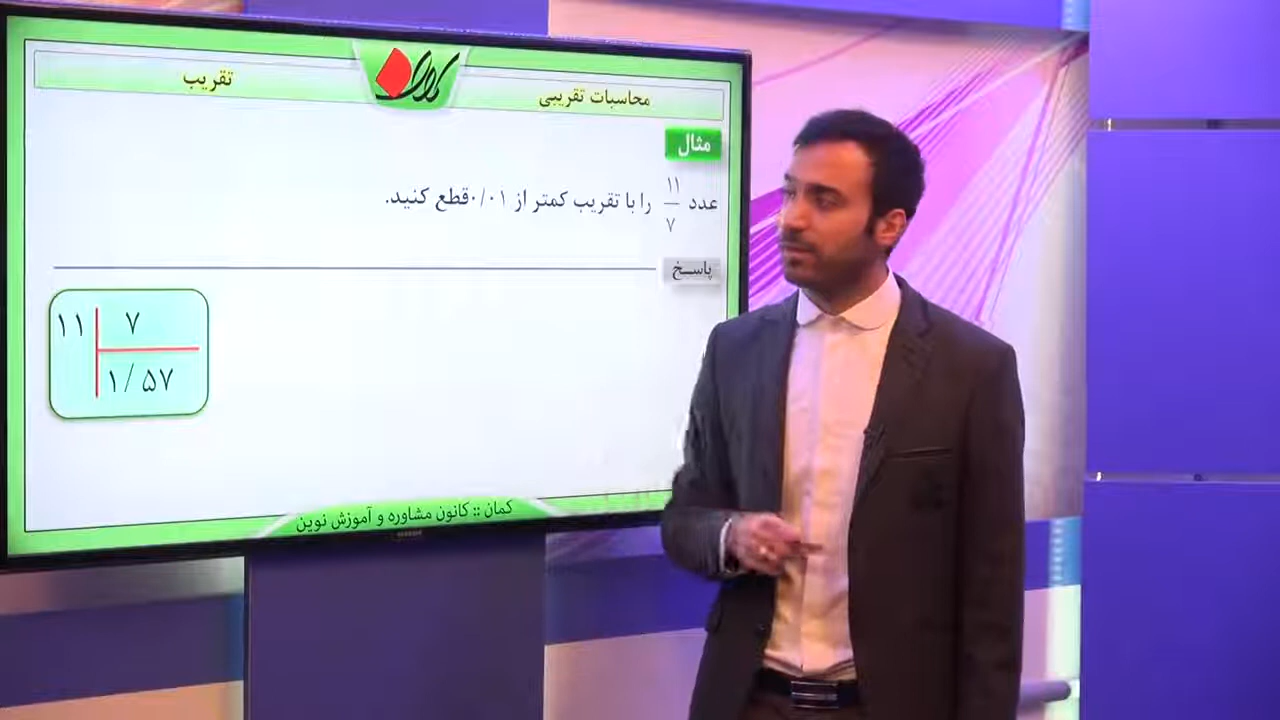 محاسبات تقریبی
تقریب
کمان
مثال
عدد ۱۱/۷ را با تقریب کمتر از ۰/۰۱ قطع کنید.
پاسخ
۱۱ ۷
۱/۵۷
کمان :: کانون مشاوره و آموزش نوین